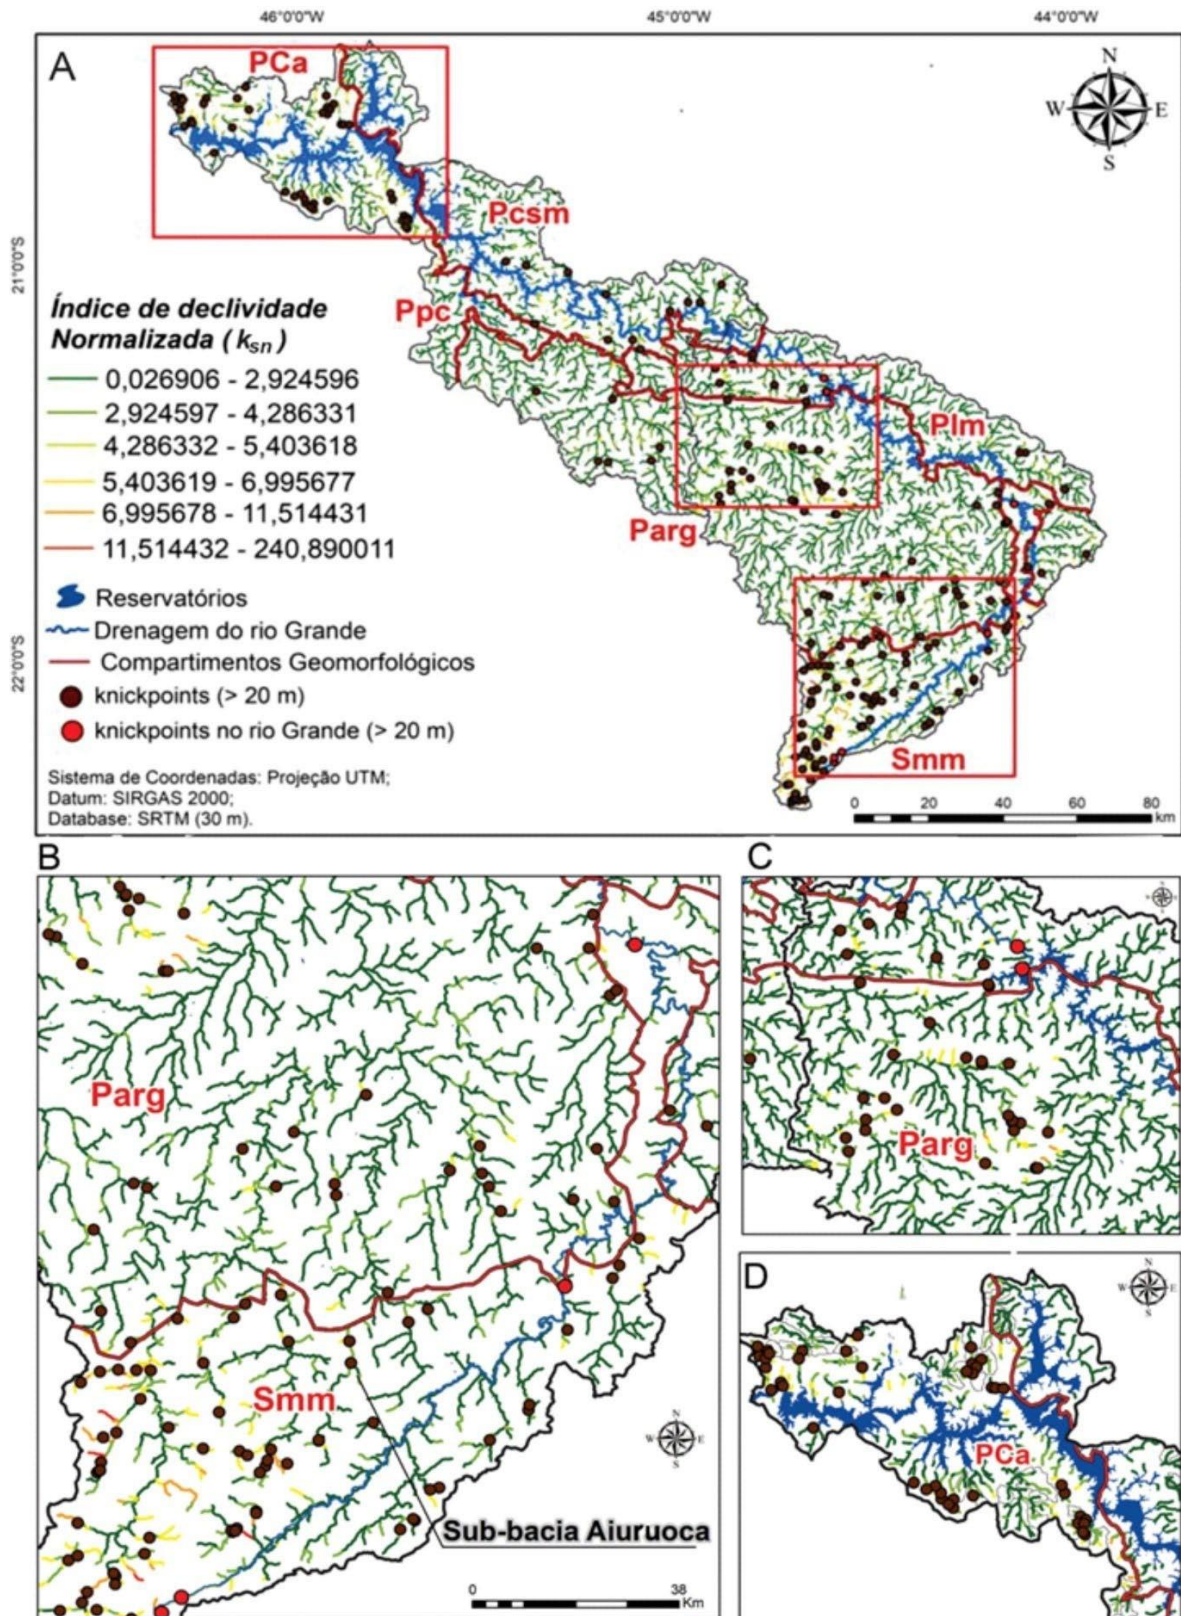 46°0'0"W 45°0'0"W 44°0'0"W
A
PCa
N
W E
S
21°0'0"S
Pcsm
Índice de declividade
Normalizada ( ksn )
Ppc
0,026906 - 2,924596
2,924597 - 4,286331
4,286332 - 5,403618
Plm
5,403619 - 6,995677
6,995678 - 11,514431
Parg
11,514432 - 240,890011
Reservatórios
Drenagem do rio Grande
22°0'0"S
Compartimentos Geomorfológicos
knickpoints (> 20 m)
knickpoints no rio Grande (> 20 m)
Smm
Sistema de Coordenadas: Projeção UTM;
Datum: SIRGAS 2000;
Database: SRTM (30 m).
0 20 40 60 80
km
B
Parg
Smm
N
W E
S
Sub-bacia Aiuruoca
0 38
Km
C
Parg
D
N
W E
S
PCa